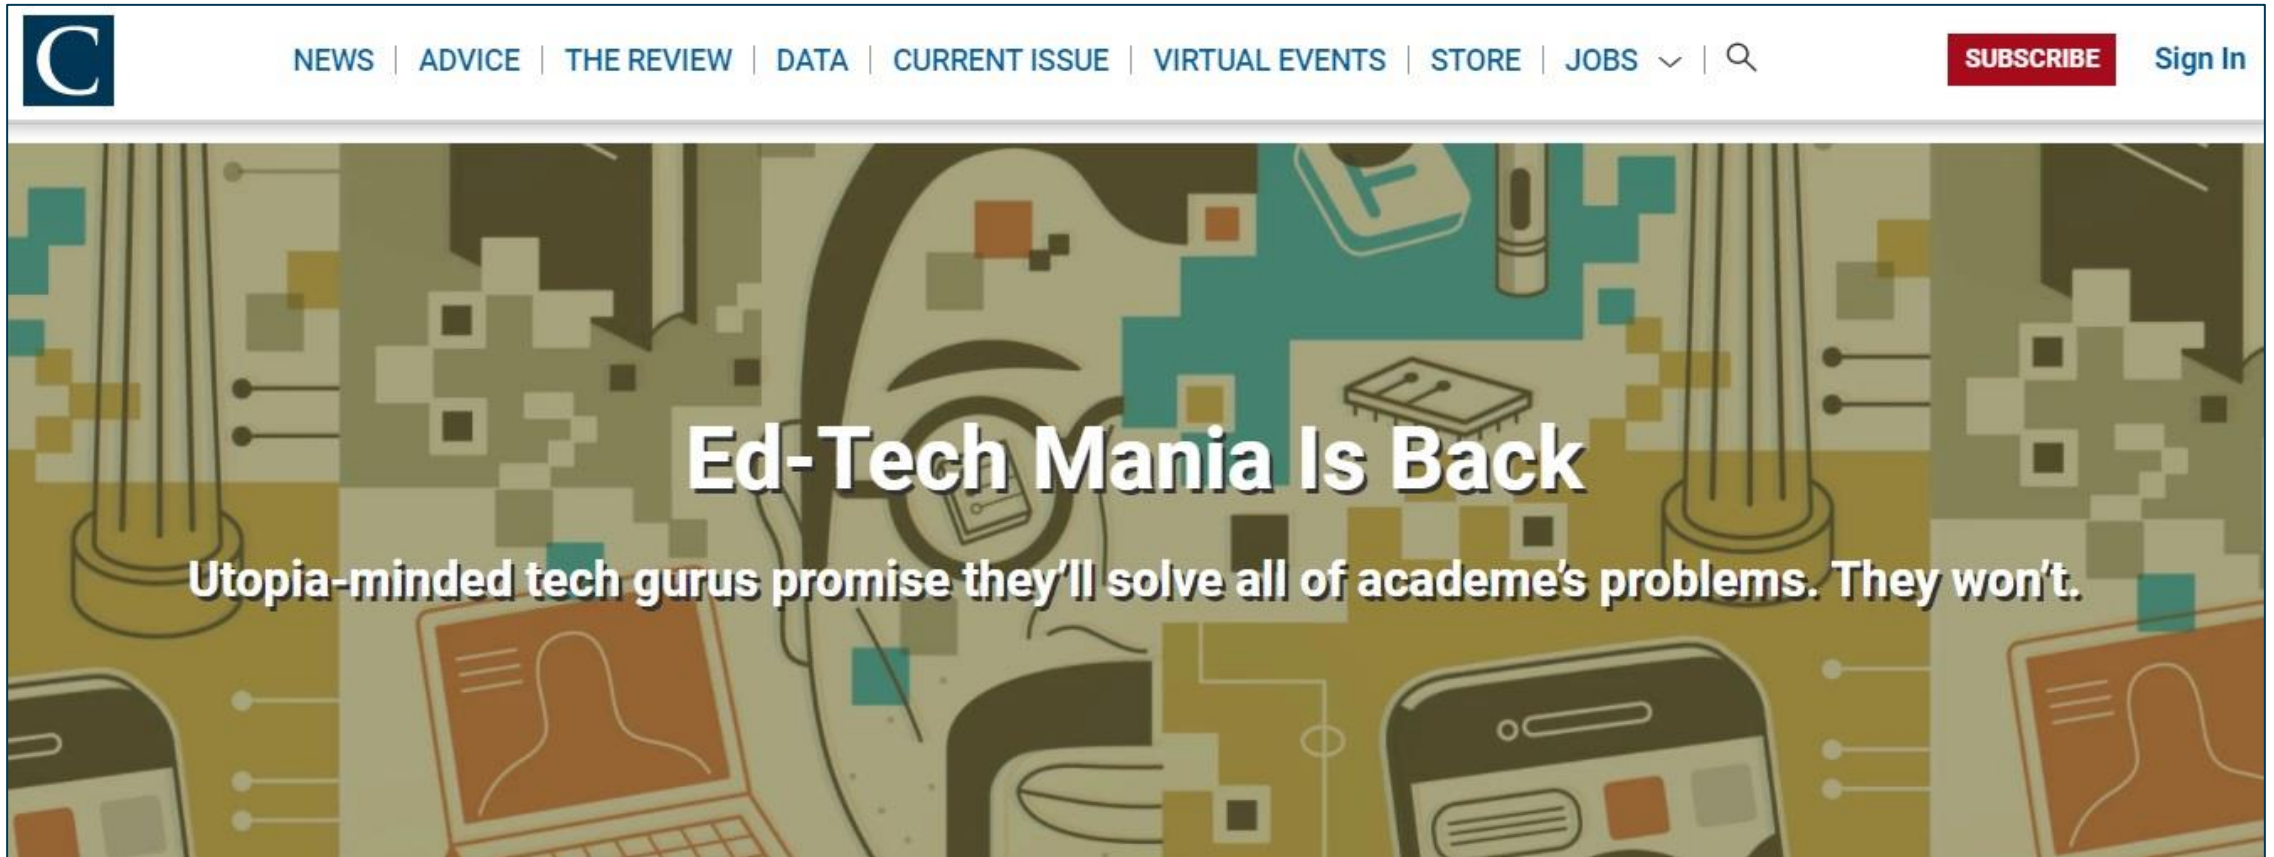 C
NEWS | ADVICE | THE REVIEW | DATA | CURRENT ISSUE | VIRTUAL EVENTS | STORE | JOBS | SUBSCRIBE Sign In
T
Ed-Tech Mania Is Back
Utopia-minded tech gurus promise they'll solve all of academe's problems. They won't.